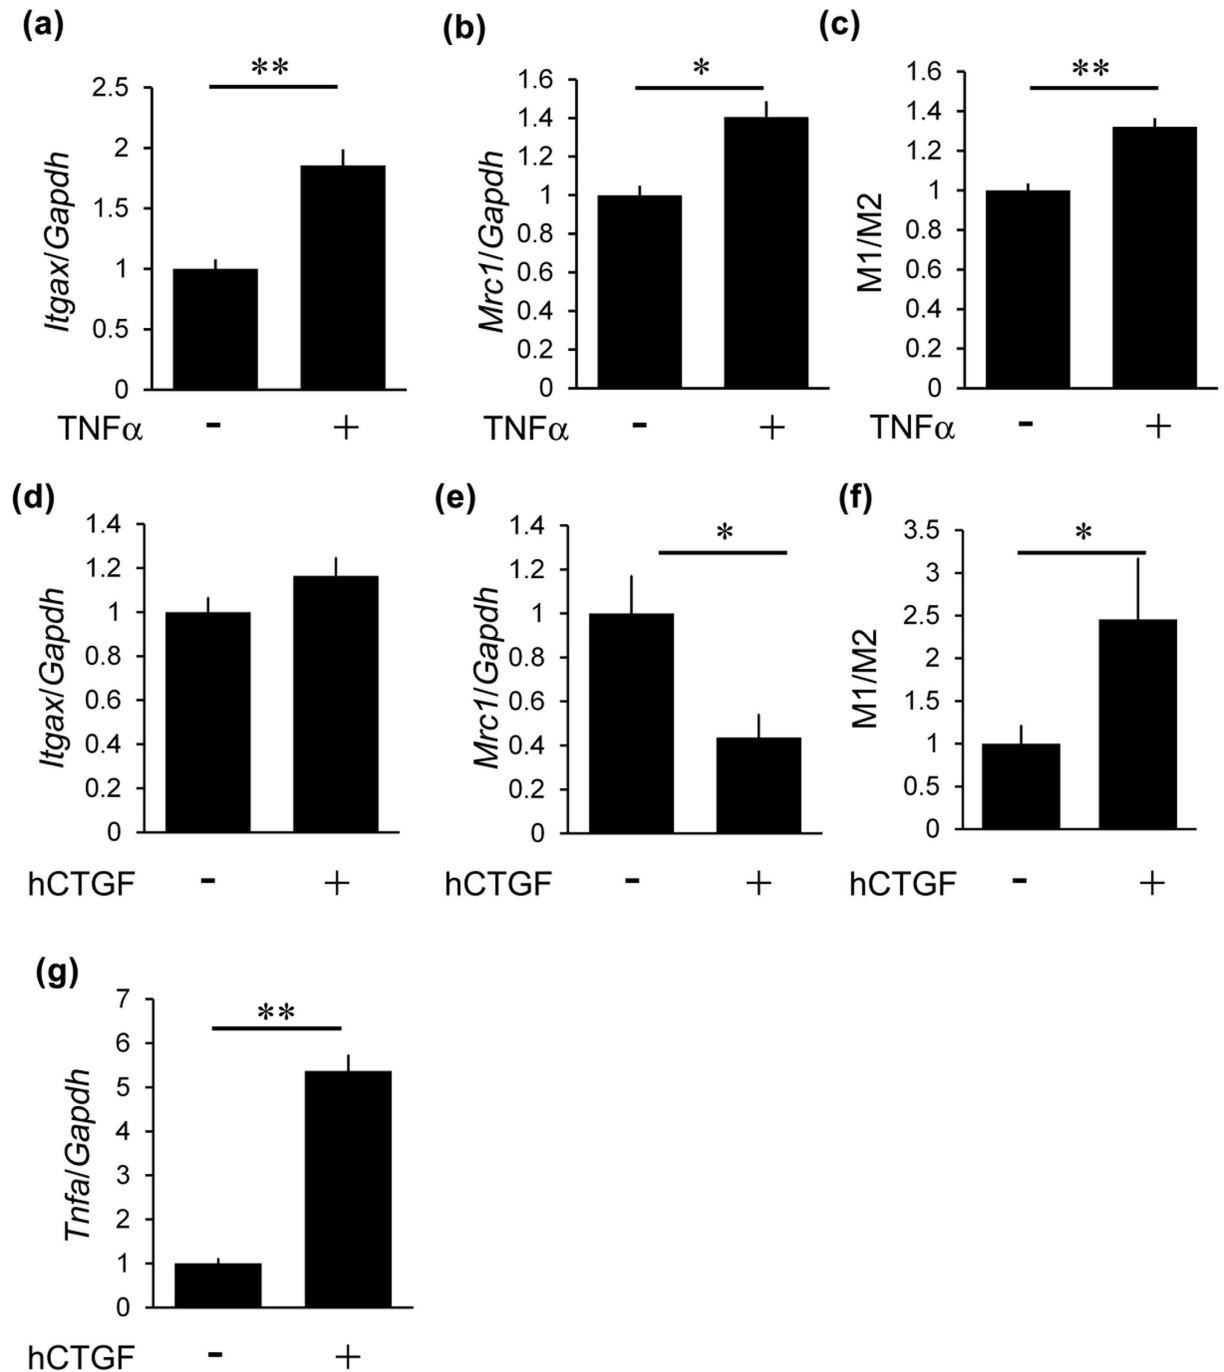 (a)
**
2.5
2
1.5
1
0.5
0
Itgax/Gapdh
TNFα - +
(b)
*
1.6
1.4
1.2
1
0.8
0.6
0.4
0.2
0
Mrc1/Gapdh
TNFα - +
(c)
**
1.6
1.4
1.2
1
0.8
0.6
0.4
0.2
0
M1/M2
TNFα - +
(d)
1.4
1.2
1
0.8
0.6
0.4
0.2
0
Itgax/Gapdh
hCTGF - +
(e)
*
1.4
1.2
1
0.8
0.6
0.4
0.2
0
Mrc1/Gapdh
hCTGF - +
(f)
*
3.5
3
2.5
2
1.5
1
0.5
0
M1/M2
hCTGF - +
(g)
**
7
6
5
4
3
2
1
0
Tnfa/Gapdh
hCTGF - +